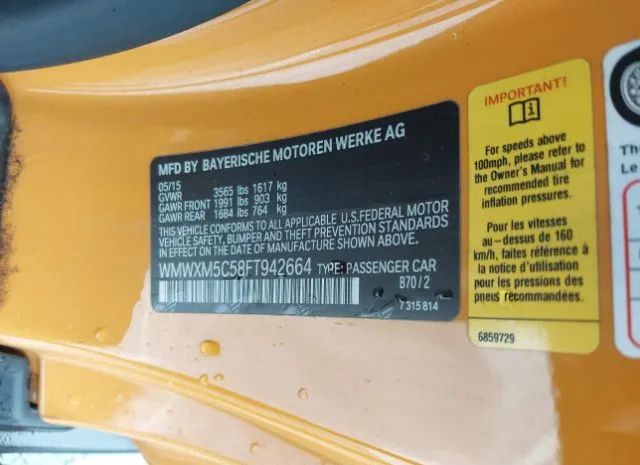 MFD BY BAYERISCHE MOTOREN WERKE AG
05/15
GVWR 3565 lbs 1617 kg
GAWR FRONT 1991 lbs 903 kg
GAWR REAR 1684 lbs 764 kg
THIS VEHICLE CONFORMS TO ALL APPLICABLE U.S.FEDERAL MOTOR
VEHICLE SAFETY, BUMPER AND THEFT PREVENTION STANDARDS
IN EFFECT ON THE DATE OF MANUFACTURE SHOWN ABOVE.
WMWXM5C58FT942664 TYPE: PASSENGER CAR
B70/2
7315814
IMPORTANT!
i
For speeds above
100mph, please refer to
the Owner's Manual for
recommended tire
inflation pressures.
Pour les vitesses
au-dessus de 160
km/h, faites référence à
la notice d'utilisation
pour les pressions des
pneus recommandées.
6859729
Th
Le